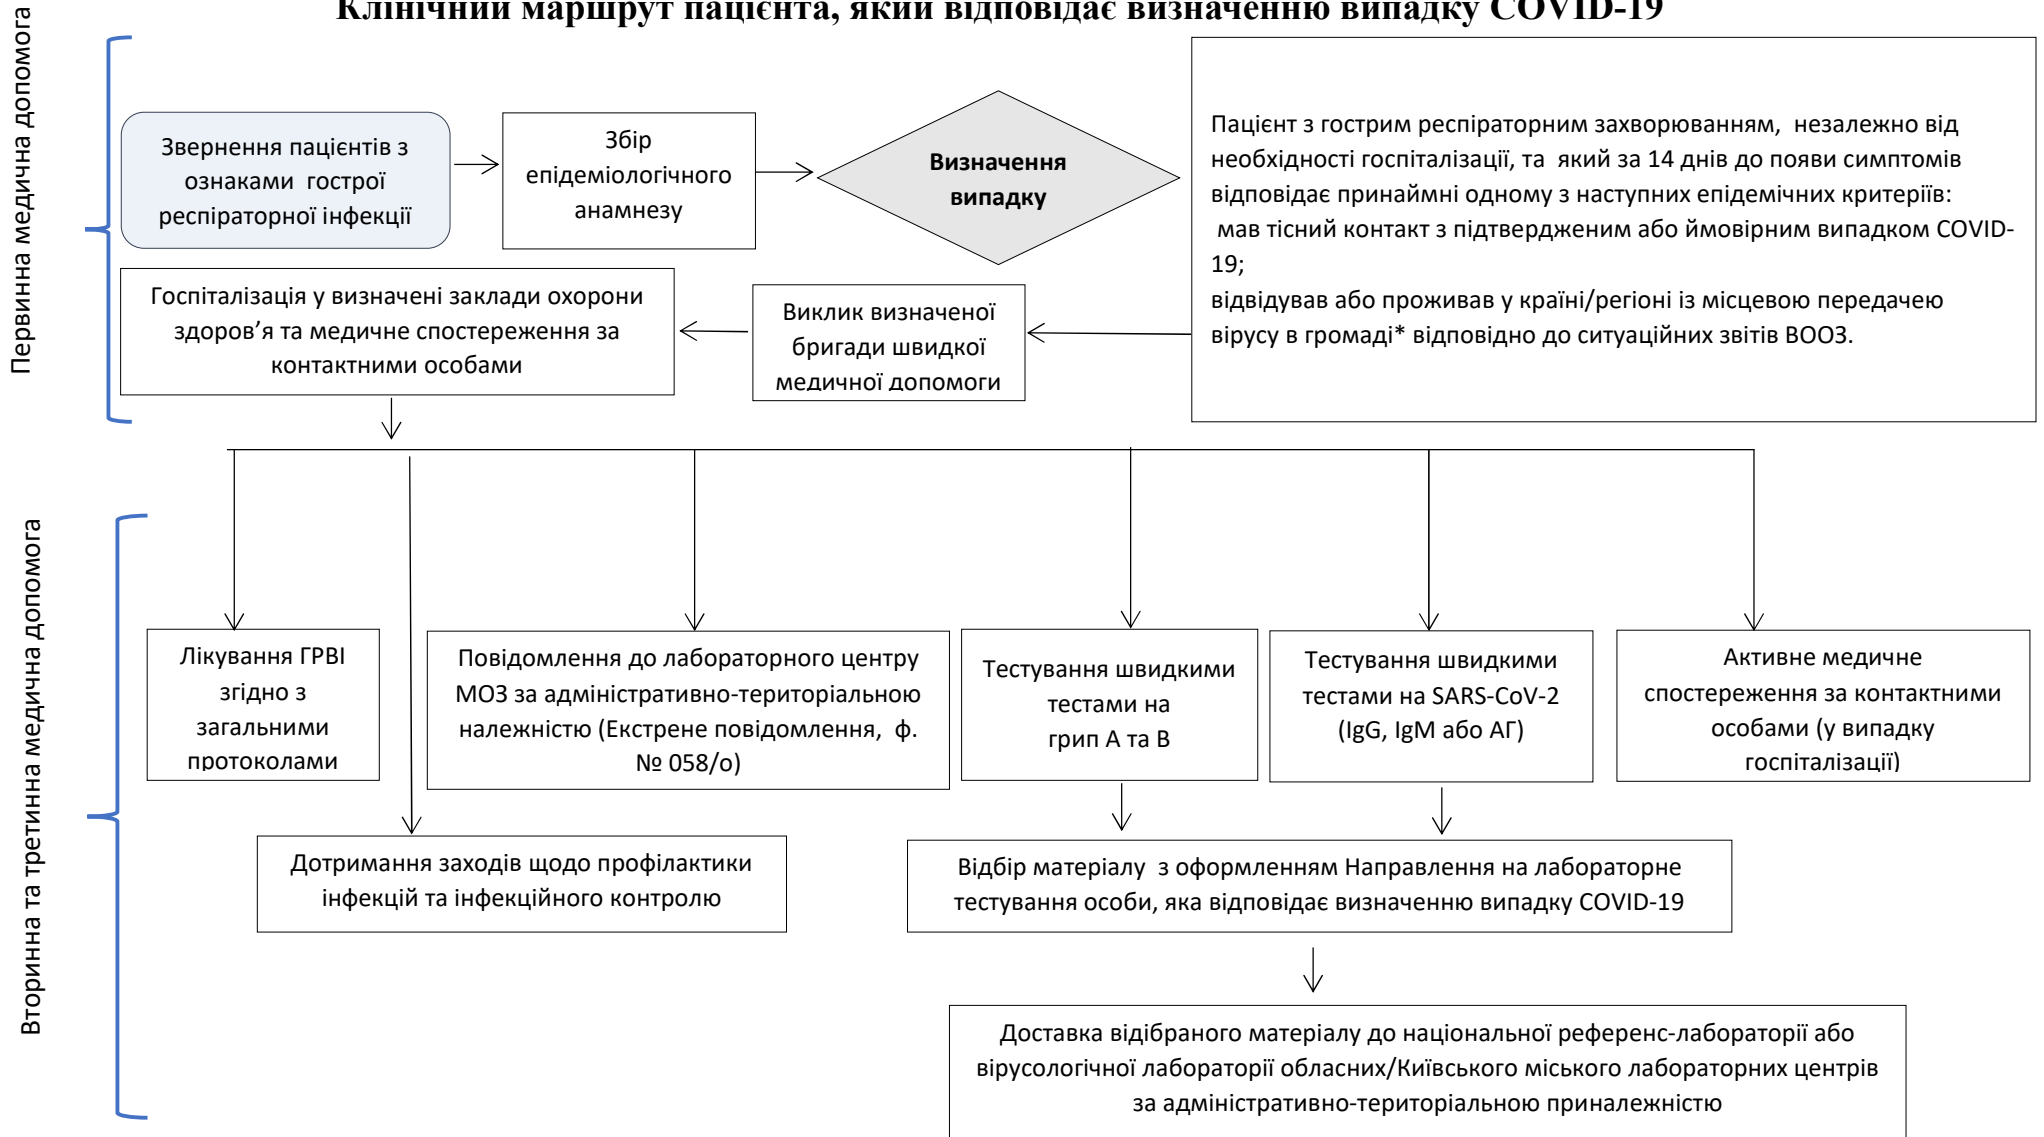 Клінічний маршрут пацієнта, який відповідає визначенню випадку COVID-19
Первинна медична допомога
Звернення пацієнтів з
ознаками гострої
респіраторної інфекції
Збір
епідеміологічного
анамнезу
Визначення
випадку
Пацієнт з гострим респіраторним захворюванням, незалежно від
необхідності госпіталізації, та який за 14 днів до появи симптомів
відповідає принаймні одному з наступних епідемічних критеріїв:
мав тісний контакт з підтвердженим або ймовірним випадком COVID-
19;
відвідував або проживав у країні/регіоні із місцевою передачею
вірусу в громаді* відповідно до ситуаційних звітів ВООЗ.
Виклик визначеної
бригади швидкої
медичної допомоги
Госпіталізація у визначені заклади охорони
здоров’я та медичне спостереження за
контактними особами
Вторинна та третинна медична допомога
Лікування ГРВІ
згідно з
загальними
протоколами
Повідомлення до лабораторного центру
МОЗ за адміністративно-територіальною
належністю (Екстрене повідомлення, ф.
№ 058/о)
Тестування швидкими
тестами на
грип А та В
Тестування швидкими
тестами на SARS-CoV-2
(IgG, IgM або АГ)
Активне медичне
спостереження за контактними
особами (у випадку
госпіталізації)
Дотримання заходів щодо профілактики
інфекцій та інфекційного контролю
Відбір матеріалу з оформленням Направлення на лабораторне
тестування особи, яка відповідає визначенню випадку COVID-19
Доставка відібраного матеріалу до національної референс-лабораторії або
вірусологічної лабораторії обласних/Київського міського лабораторних центрів
за адміністративно-територіальною приналежністю